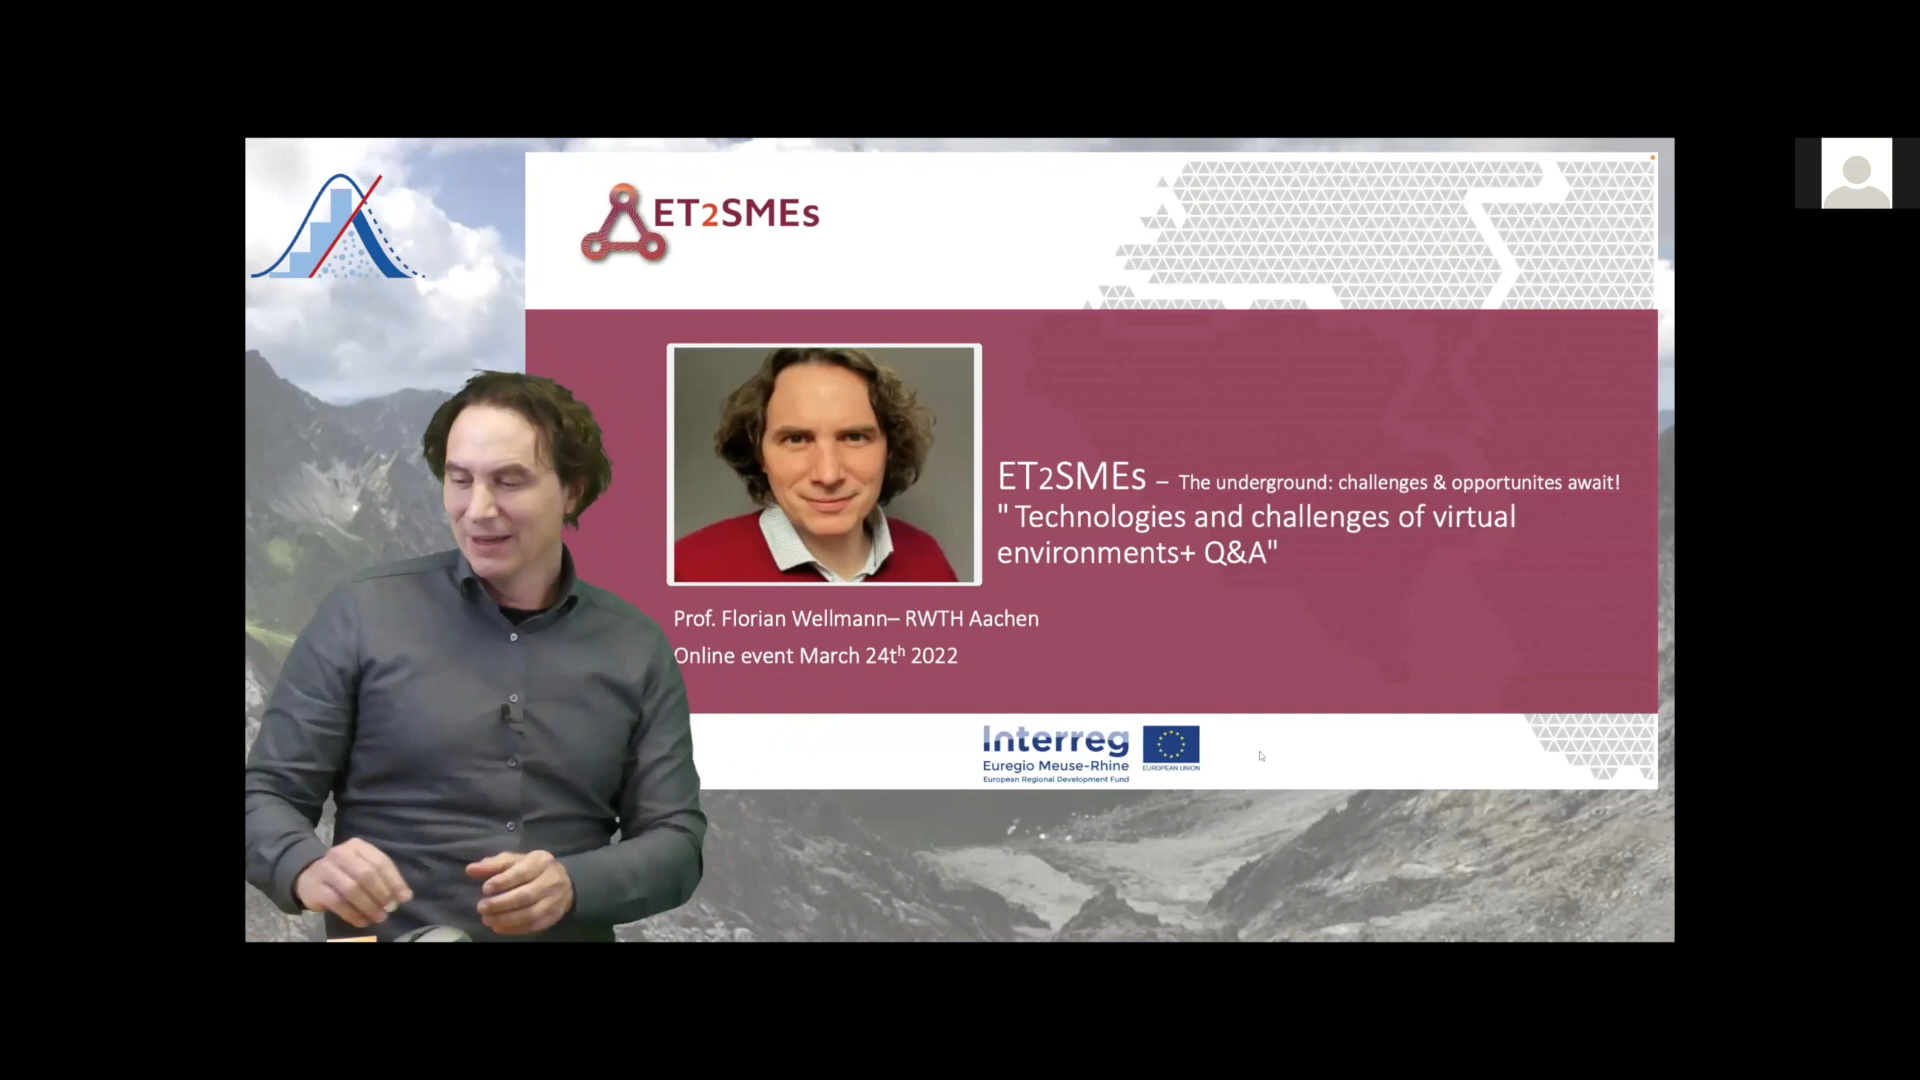 ET2SMEs
ET2SMEs – The underground: challenges & opportunites await!
" Technologies and challenges of virtual
environments+ Q&A"
Prof. Florian Wellmann– RWTH Aachen
Online event March 24th 2022
Interreg
Euregio Meuse-Rhine
European Regional Development Fund
EUROPEAN UNION